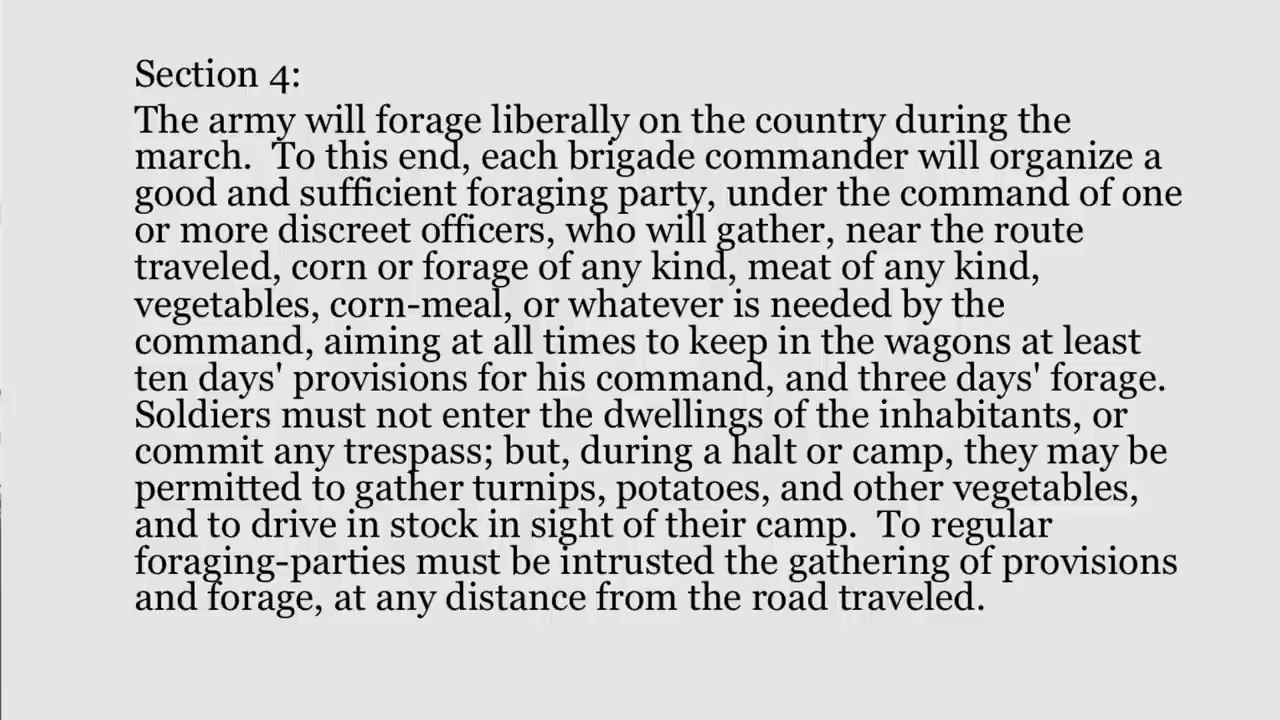 Section 4:
The army will forage liberally on the country during the
march.  To this end, each brigade commander will organize a
good and sufficient foraging party, under the command of one
or more discreet officers, who will gather, near the route
traveled, corn or forage of any kind, meat of any kind,
vegetables, corn-meal, or whatever is needed by the
command, aiming at all times to keep in the wagons at least
ten days' provisions for his command, and three days' forage.
Soldiers must not enter the dwellings of the inhabitants, or
commit any trespass; but, during a halt or camp, they may be
permitted to gather turnips, potatoes, and other vegetables,
and to drive in stock in sight of their camp.  To regular
foraging-parties must be intrusted the gathering of provisions
and forage, at any distance from the road traveled.